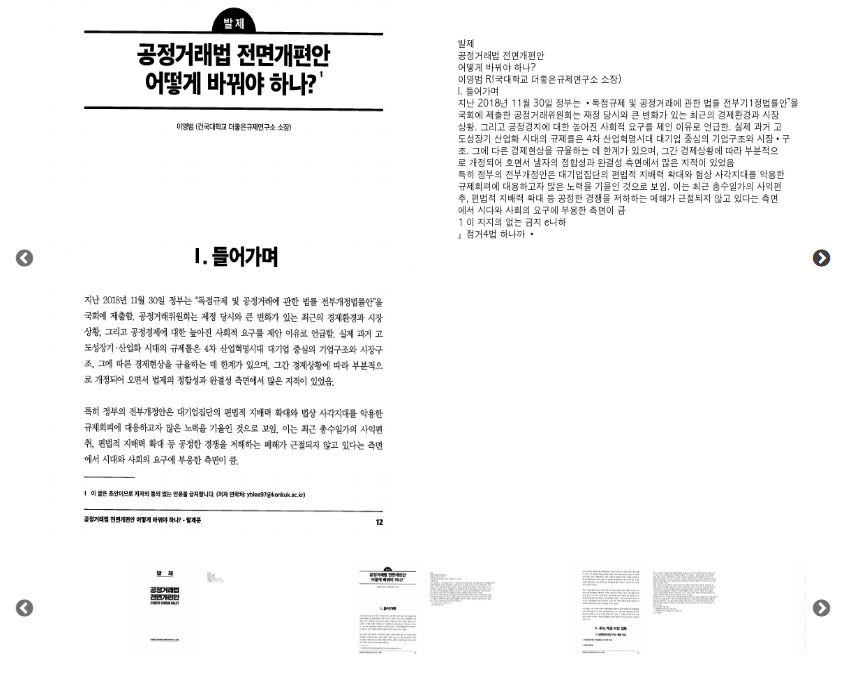 발 제
공정거래법 전면개편안
어떻게 바꿔야 하나?¹
이영범 (건국대학교 더좋은규제연구소 소장)
Ⅰ. 들어가며
지난 2018년 11월 30일 정부는 "독점규제 및 공정거래에 관한 법률 전부개정법률안"을
국회에 제출함. 공정거래위원회는 제정 당시와 큰 변화가 있는 최근의 경제환경과 시장
상황, 그리고 공정경제에 대한 높아진 사회적 요구를 제안 이유로 언급함. 실제 과거 고
도성장기·산업화 시대의 규제틀은 4차 산업혁명시대 대기업 중심의 기업구조와 시장구
조, 그에 따른 경제현상을 규율하는 데 한계가 있으며, 그간 경제상황에 따라 부분적으
로 개정되어 오면서 법제의 정합성과 완결성 측면에서 많은 지적이 있었음.
특히 정부의 전부개정안은 대기업집단의 편법적 지배력 확대와 법상 사각지대를 악용한
규제회피에 대응하고자 많은 노력을 기울인 것으로 보임. 이는 최근 총수일가의 사익편
취, 편법적 지배력 확대 등 공정한 경쟁을 저해하는 폐해가 근절되지 않고 있다는 측면
에서 시대와 사회의 요구에 부응한 측면이 큼.
1 이 글은 초안이므로 저자의 동의 없는 인용을 금지합니다. (저자 연락처: yblee97@konkuk.ac.kr)
공정거래법 전면개편안 어떻게 바꿔야 하나? • 발제문 12
발제
공정거래법 전면개편안
어떻게 바뀌야 하나?
이영범 R!국대학교 더좋은규제연구소 소장)
l. 들어가며
지난 2018년 11월 30일 정부는 •독점규제 및 공정거래에 관한 법률 전부기1정법률안"을
국회에 제출한 공정거래위원회는 재정 당시와 큰 변화가 있는 최근의 경제환경과 시장
상황. 그리고 공정경지에 대한 높아진 사회적 요구를 제인 이유로 언급한. 실제 과거 고
도성장기 산업화 시대의 규제를은 4차 산업혁명시대 대기업 중심의 기업구조와 시장•구
조. 그에 다른 경제현상을 규율하는 데 한계가 있으며, 그간 경제상황에 따라 부분적으
로 개정되어 호면서 낼자의 정합성과 완결성 측면에서 많은 지적이 있었음
특히 정부의 전부개정안은 대기업집단의 편법적 지배력 확대와 험상 사각지대를 악용한
규제회펴에 대응하고자 많은 노력을 기울인 것으로 보임. 이는 최근 총수일가의 사익편
추, 편법적 지배력 확대 등 공정한 경쟁을 저하하는 메해가 근절되지 않고 있다는 측면
에서 시다와 사회의 요구에 부용한 측면이 금
1 이 지지의 없는 금지 e니하
』 점거4법 하나까 •
발 제
공정거래법
전면개편안
공정거래법 전면개편안
어떻게 바꿔야 하나?
Ⅰ. 들어가며